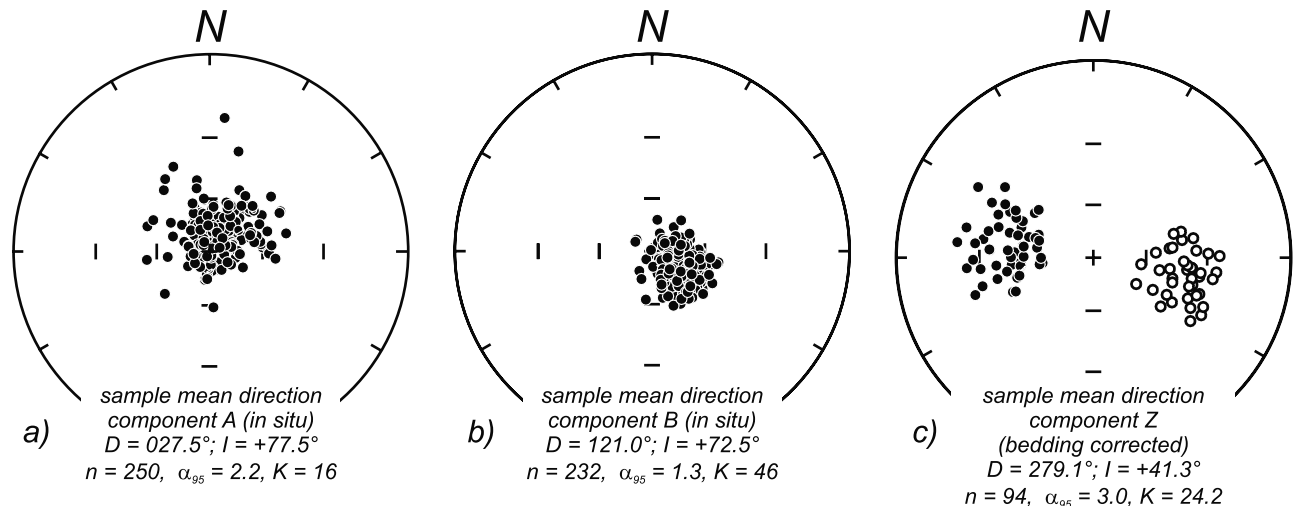 N
sample mean direction
component A (in situ)
a)
D = 027.5°; I = +77.5°
n = 250, α95 = 2.2, K = 16
N
sample mean direction
component B (in situ)
b)
D = 121.0°; I = +72.5°
n = 232, α95 = 1.3, K = 46
N
sample mean direction
component Z
c)
(bedding corrected)
D = 279.1°; I = +41.3°
n = 94, α95 = 3.0, K = 24.2